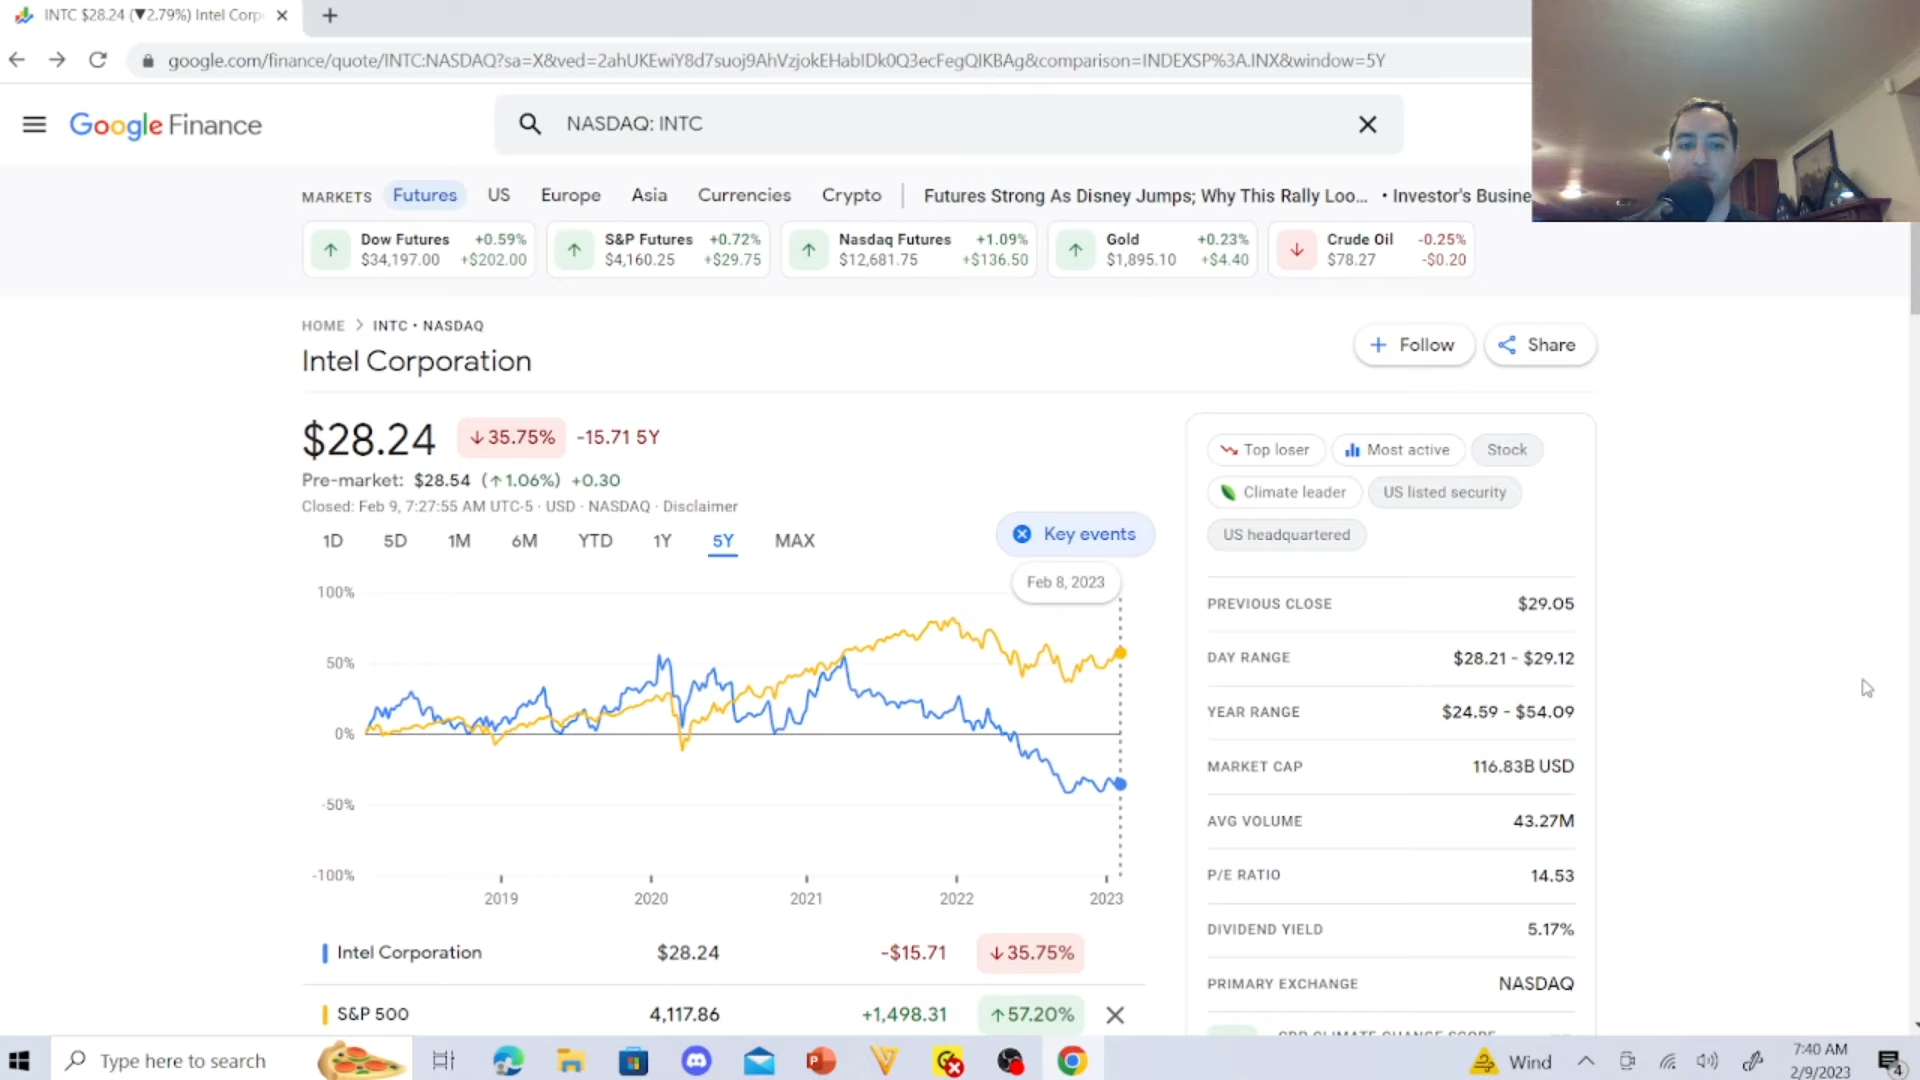 INTC $28.24 (▼2.79%) Intel Corp
google.com/finance/quote/INTC:NASDAQ?sa=X&ved=2ahUKEwiY8d7suoj9AhVzjokEHabIDk0Q3ecFegQIKBAg&comparison=INDEXSP%3A.INX&window=5Y
Google Finance
NASDAQ: INTC
MARKETS Futures US Europe Asia Currencies Crypto Futures Strong As Disney Jumps; Why This Rally Loo... • Investor's Busine
Dow Futures +0.59% S&P Futures +0.72% Nasdaq Futures +1.09% Gold +0.23% Crude Oil -0.25%
$34,197.00 +$202.00 $4,160.25 +$29.75 $12,681.75 +$136.50 $1,895.10 +$4.40 $78.27 -$0.20
HOME > INTC • NASDAQ
Intel Corporation
+ Follow
Share
$28.24 ↓35.75% -15.71 5Y
Pre-market: $28.54 (↑1.06%) +0.30
Closed: Feb 9, 7:27:55 AM UTC-5 · USD · NASDAQ · Disclaimer
1D 5D 1M 6M YTD 1Y 5Y MAX
Key events
Feb 8, 2023
100%
50%
0%
-50%
-100%
2019 2020 2021 2022 2023
Intel Corporation $28.24 -$15.71 ↓35.75%
S&P 500 4,117.86 +1,498.31 ↑57.20%
Top loser Most active Stock
Climate leader US listed security
US headquartered
PREVIOUS CLOSE $29.05
DAY RANGE $28.21 - $29.12
YEAR RANGE $24.59 - $54.09
MARKET CAP 116.83B USD
AVG VOLUME 43.27M
P/E RATIO 14.53
DIVIDEND YIELD 5.17%
PRIMARY EXCHANGE NASDAQ
CDP CLIMATE CHANGE SCORE
Type here to search
Wind
7:40 AM
2/9/2023
4